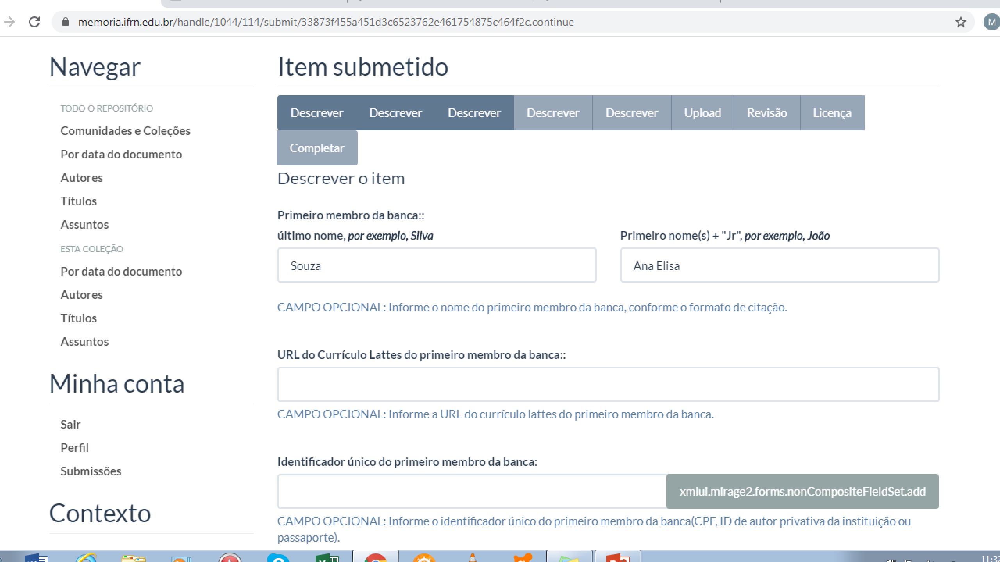 memoria.ifrn.edu.br/handle/1044/114/submit/33873f455a451d3c6523762e461754875c464f2c.continue
M
Navegar
TODO O REPOSITÓRIO
Comunidades e Coleções
Por data do documento
Autores
Títulos
Assuntos
ESTA COLEÇÃO
Por data do documento
Autores
Títulos
Assuntos
Minha conta
Sair
Perfil
Submissões
Contexto
Item submetido
Descrever Descrever Descrever Descrever Descrever Upload Revisão Licença
Completar
Descrever o item
Primeiro membro da banca::
último nome, por exemplo, Silva
Primeiro nome(s) + "Jr", por exemplo, João
Souza
Ana Elisa
CAMPO OPCIONAL: Informe o nome do primeiro membro da banca, conforme o formato de citação.
URL do Currículo Lattes do primeiro membro da banca::
CAMPO OPCIONAL: Informe a URL do currículo lattes do primeiro membro da banca.
Identificador único do primeiro membro da banca:
xmlui.mirage2.forms.nonCompositeFieldSet.add
CAMPO OPCIONAL: Informe o identificador único do primeiro membro da banca(CPF, ID de autor privativa da instituição ou
passaporte).